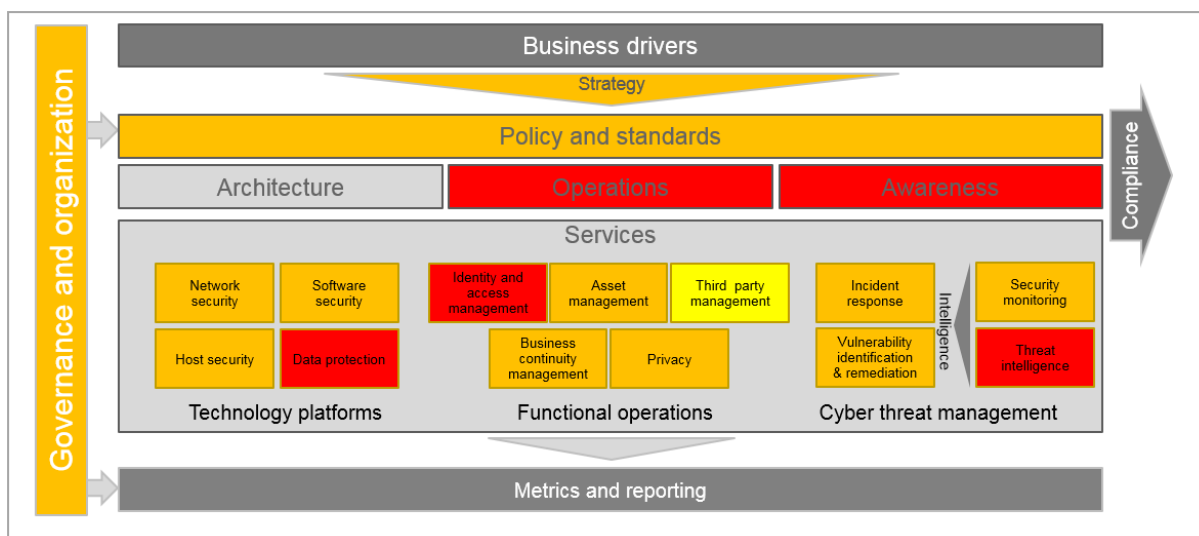 Governance and organization
Business drivers
Strategy
Policy and standards
Compliance
Architecture
Operations
Awareness
Services
Network
security
Software
security
Host security
Data protection
Technology platforms
Identity and
access
management
Asset
management
Third party
management
Business
continuity
management
Privacy
Functional operations
Incident
response
Vulnerability
identification
& remediation
Intelligence
Security
monitoring
Threat
intelligence
Cyber threat management
Metrics and reporting